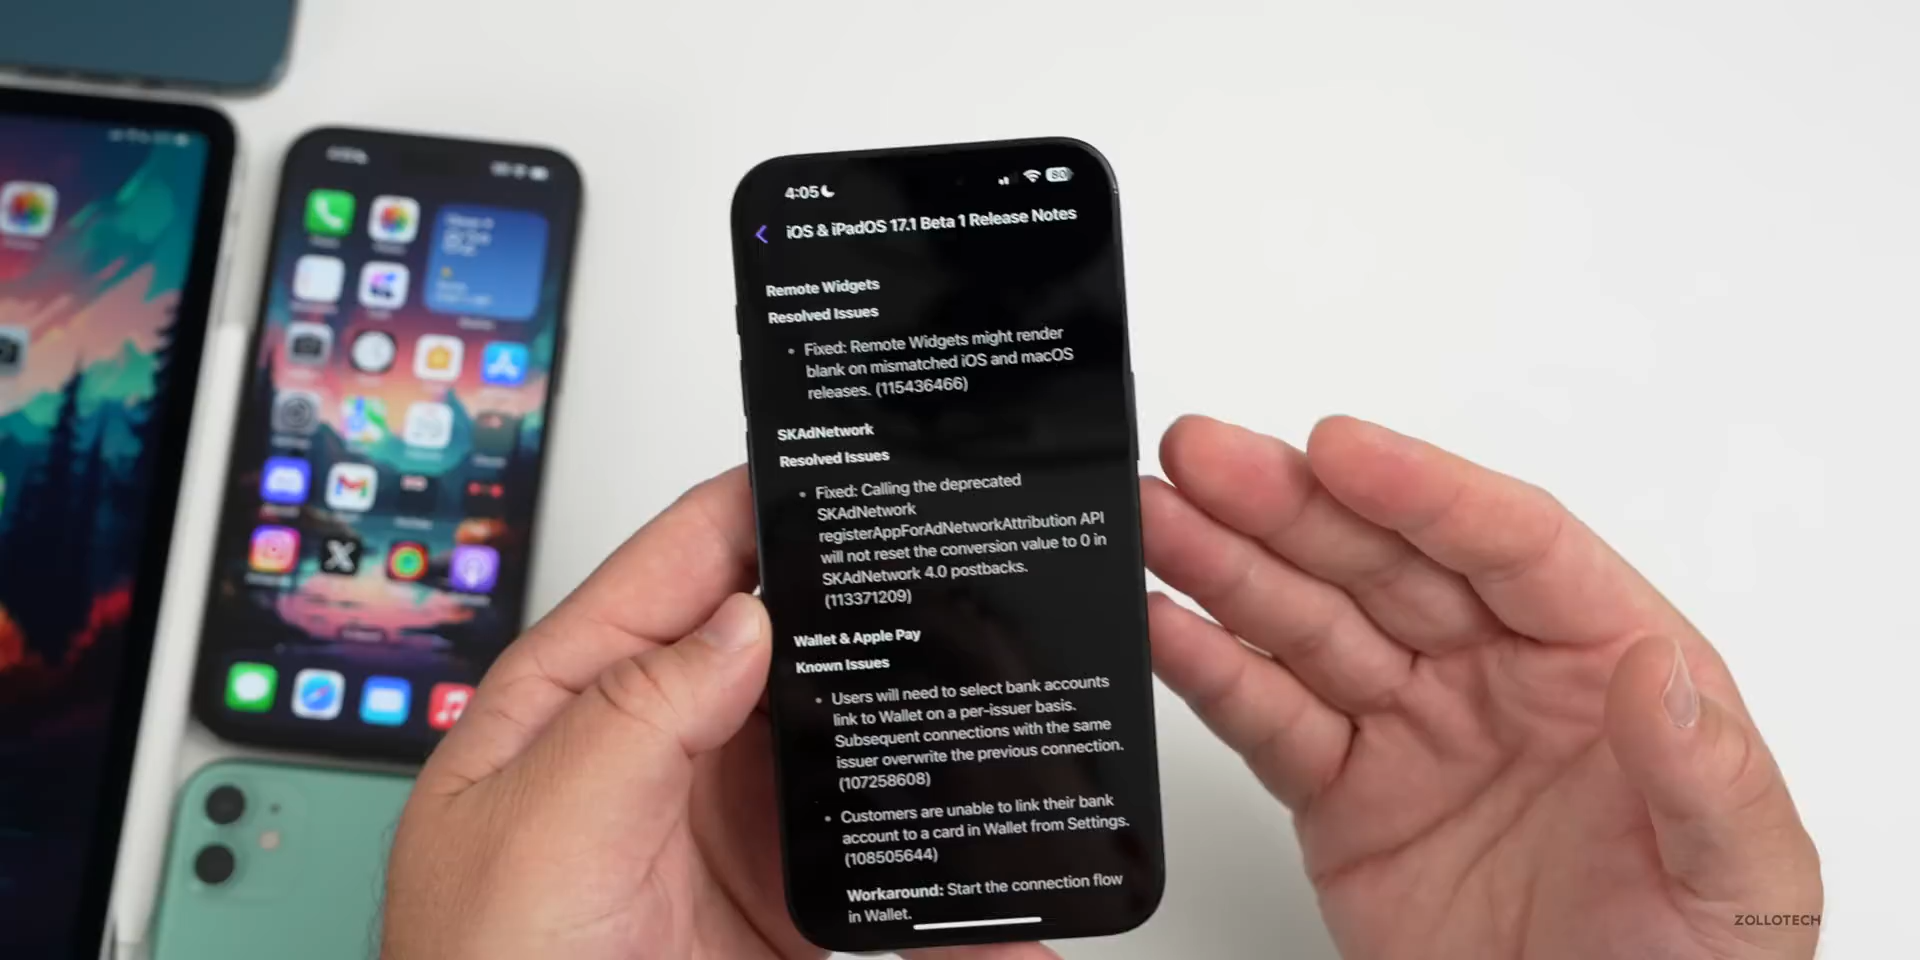 4:05
80
iOS & iPadOS 17.1 Beta 1 Release Notes
Remote Widgets
Resolved Issues
• Fixed: Remote Widgets might render
blank on mismatched iOS and macOS
releases. (115436466)
SKAdNetwork
Resolved Issues
• Fixed: Calling the deprecated
SKAdNetwork
registerAppForAdNetworkAttribution API
will not reset the conversion value to 0 in
SKAdNetwork 4.0 postbacks.
(113371209)
Wallet & Apple Pay
Known Issues
• Users will need to select bank accounts
link to Wallet on a per-issuer basis.
Subsequent connections with the same
issuer overwrite the previous connection.
(107258608)
• Customers are unable to link their bank
account to a card in Wallet from Settings.
(108505644)
Workaround: Start the connection flow
in Wallet.
ZOLLOTECH